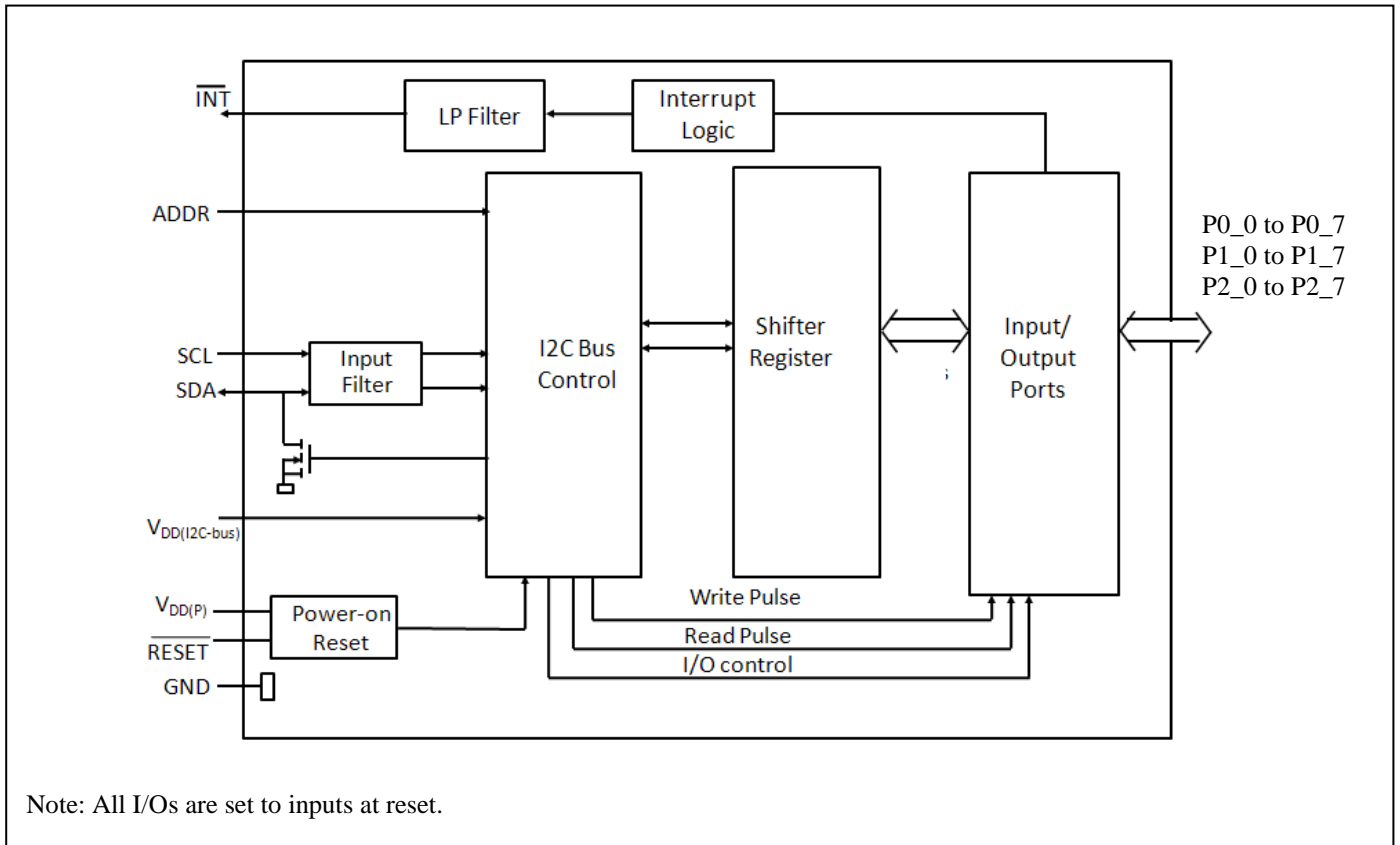 INT
LP Filter
Interrupt
Logic
ADDR
P0_0 to P0_7
P1_0 to P1_7
P2_0 to P2_7
SCL
SDA
Input
Filter
I2C Bus
Control
Shifter
Register
Input/
Output
Ports
s
VDD(I2C-bus)
VDD(P)
RESET
Power-on
Reset
GND
Write Pulse
Read Pulse
I/O control
Note: All I/Os are set to inputs at reset.